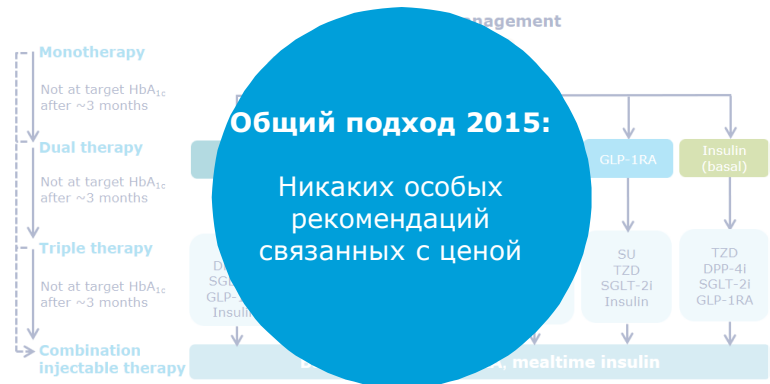 nagement
Monotherapy
Not at target HbA1c
after ~3 months
Общий подход 2015:
Dual therapy
GLP-1RA
Insulin
(basal)
Not at target HbA1c
after ~3 months
Никаких особых
рекомендаций
связанных с ценой
Triple therapy
SU
TZD
SGLT-2i
Insulin
TZD
DPP-4i
SGLT-2i
GLP-1RA
Not at target HbA1c
after ~3 months
Insulin
Combination
injectable therapy
mealtime insulin